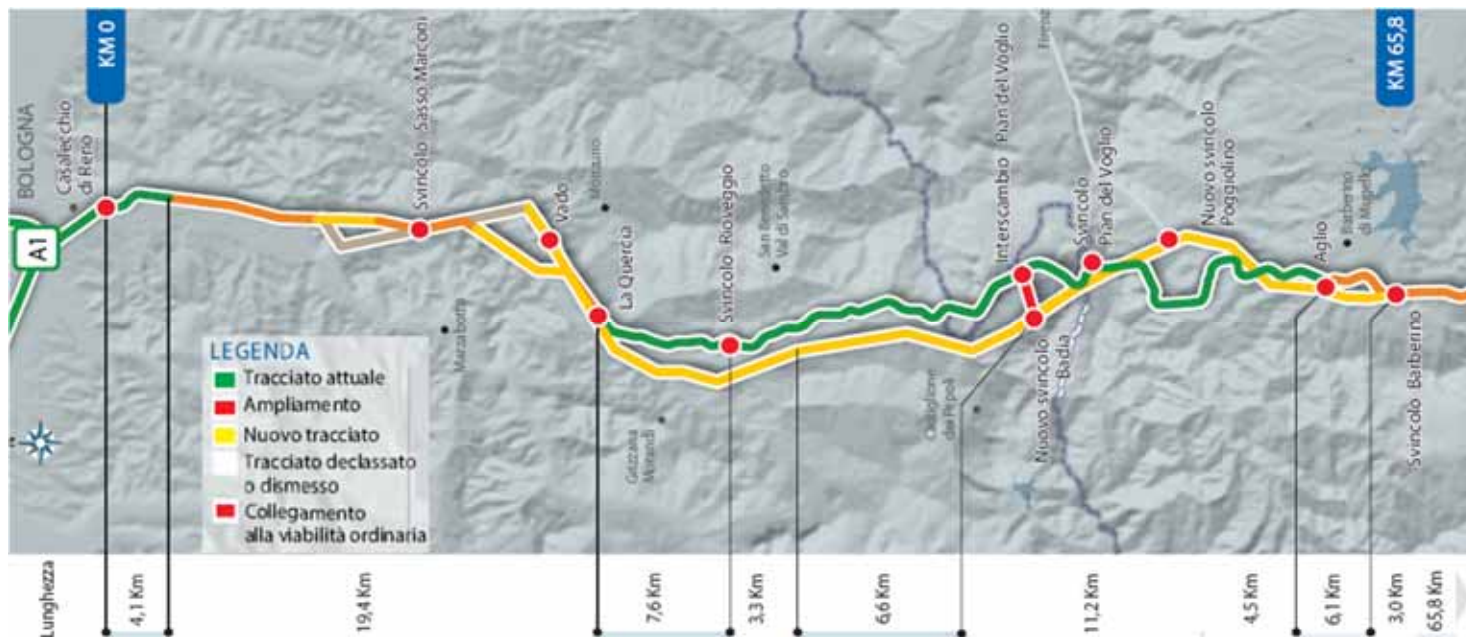 BOLOGNA
Casalecchio
di Reno
KM 0
A1
Svincolo Sasso Marconi
Vado
Monzuno
Marzabotto
La Quercia
Svincolo Rioveggio
San Benedetto
Val di Sambro
Grizzana
Morandi
Castiglione
dei Pepoli
Interscambio Pian del Voglio
Nuovo svincolo
Badia
Svincolo
Pian del Voglio
Firenz
Nuovo svincolo
Poggiolino
Aglio
Barberino
di Mugello
KM 65,8
Svincolo Barberino
LEGENDA
Tracciato attuale
Ampliamento
Nuovo tracciato
Tracciato declassato
o dismesso
Collegamento
alla viabilità ordinaria
Lunghezza
4,1 Km
19,4 Km
7,6 Km
3,3 Km
6,6 Km
11,2 Km
4,5 Km
6,1 Km
3,0 Km
65,8 Km